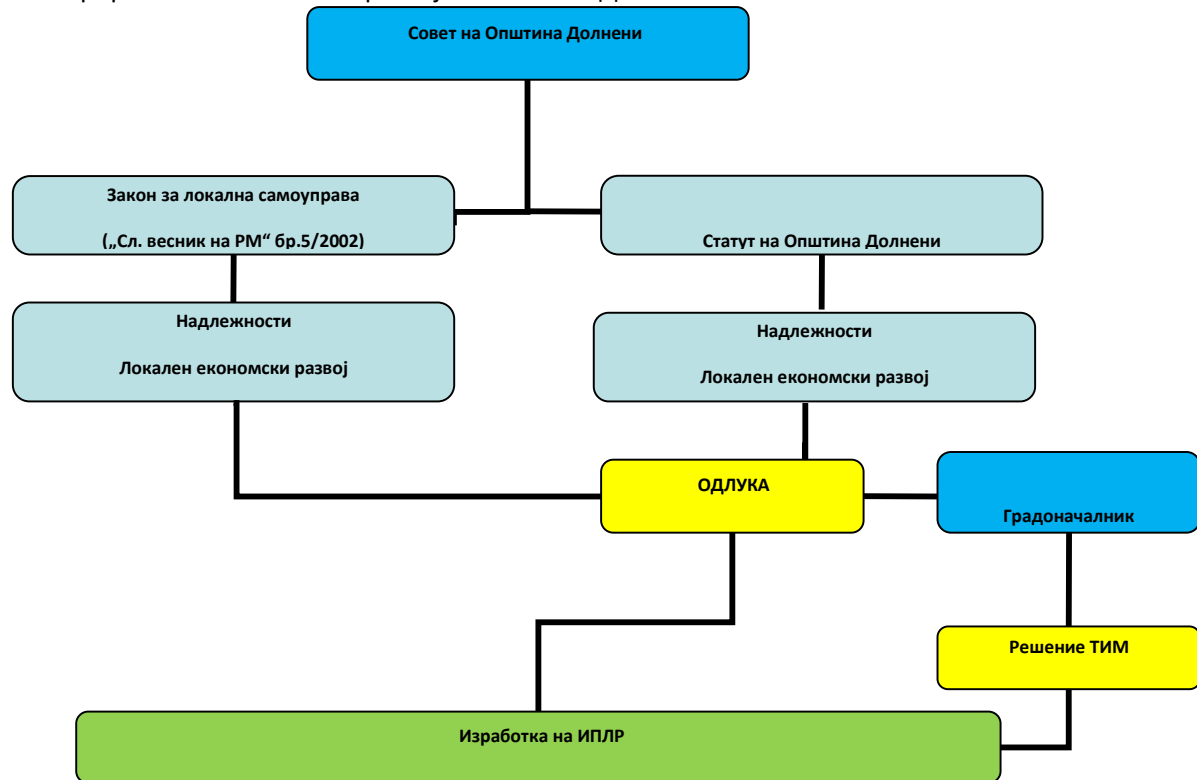 Совет на Општина Долнени
Закон за локална самоуправа
(„Сл. весник на РМ“ бр.5/2002)
Статут на Општина Долнени
Надлежности
Локален економски развој
Надлежности
Локален економски развој
ОДЛУКА
Градоначалник
Решение ТИМ
Изработка на ИПЛР